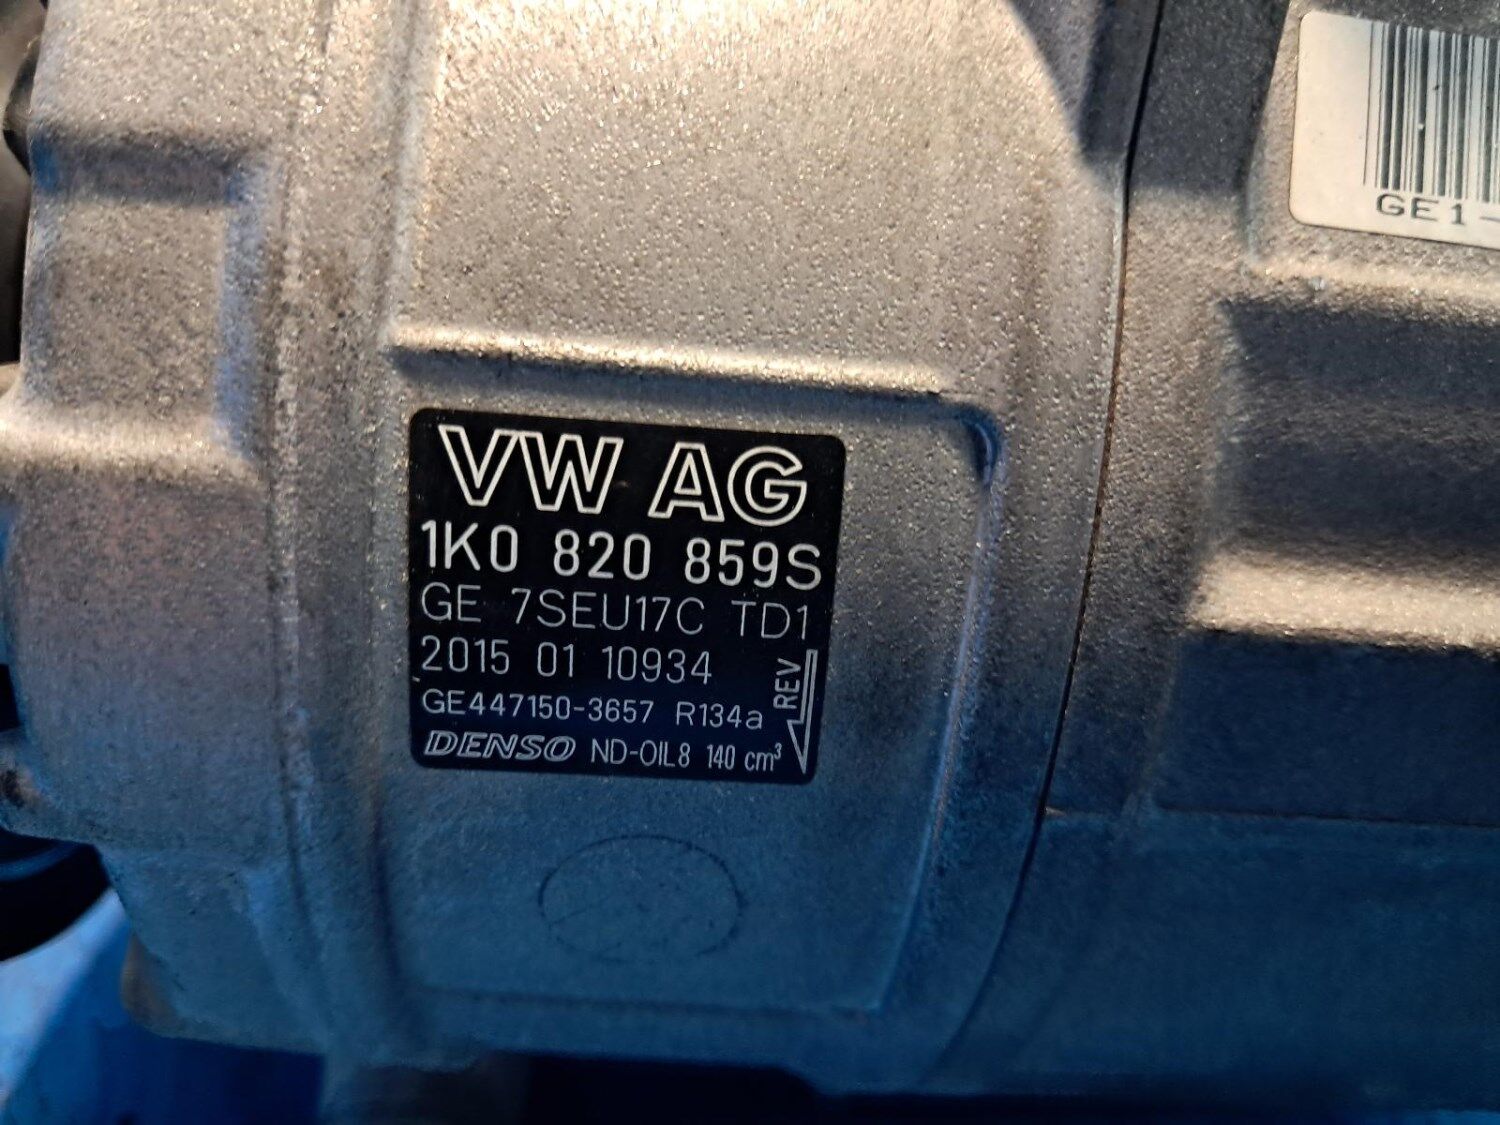 GE1-
VW AG
1K0 820 859S
GE 7SEU17C TD1
2015 01 10934
REV
GE447150-3657 R134a
DENSO ND-OIL8 140 cm³